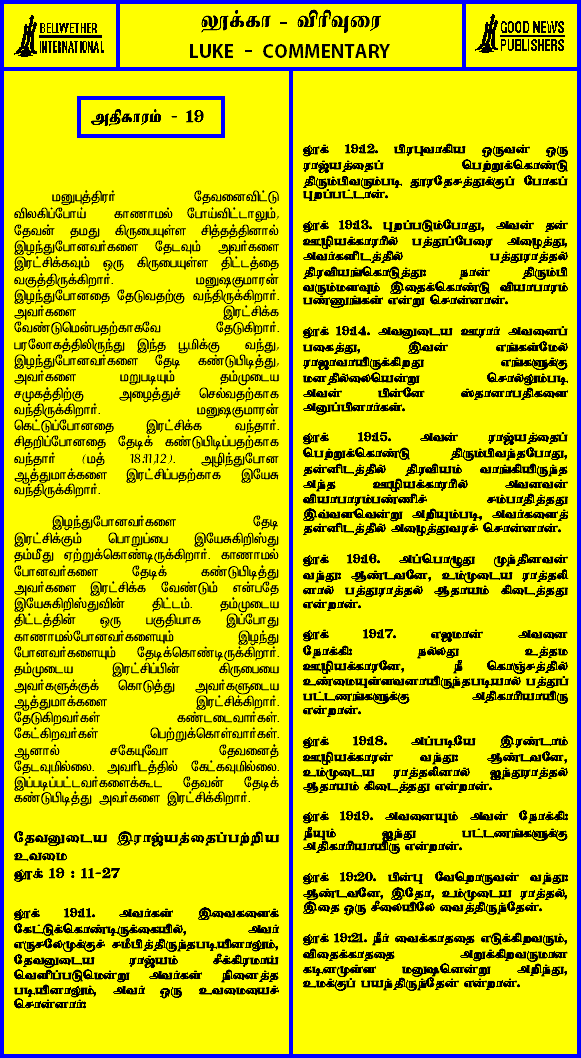 BELLWETHER
INTERNATIONAL
லூக்கா - விரிவுரை
LUKE - COMMENTARY
GOOD NEWS
PUBLISHERS
அதிகாரம் - 19
மனுபுத்திரர் தேவனைவிட்டு
விலகிப்போய் காணாமல் போய்விட்டாலும்,
தேவன் தமது கிருபையுள்ள சித்தத்தினால்
இழந்துபோனவர்களை தேடவும் அவர்களை
இரட்சிக்கவும் ஒரு கிருபையுள்ள திட்டத்தை
வகுத்திருக்கிறார். மனுஷகுமாரன்
இழந்துபோனதை தேடுவதற்கு வந்திருக்கிறார்.
அவர்களை இரட்சிக்க
வேண்டுமென்பதற்காகவே தேடுகிறார்.
பரலோகத்திலிருந்து இந்த பூமிக்கு வந்து,
இழந்துபோனவர்களை தேடி கண்டுபிடித்து,
அவர்களை மறுபடியும் தம்முடைய
சமுகத்திற்கு அழைத்துச் செல்வதற்காக
வந்திருக்கிறார். மனுஷகுமாரன்
கெட்டுப்போனதை இரட்சிக்க வந்தார்.
சிதறிப்போனதை தேடிக் கண்டுபிடிப்பதற்காக
வந்தார் (மத் 18:11,12). அழிந்துபோன
ஆத்துமாக்களை இரட்சிப்பதற்காக இயேசு
வந்திருக்கிறார்.
இழந்துபோனவர்களை தேடி
இரட்சிக்கும் பொறுப்பை இயேசுகிறிஸ்து
தம்மீது ஏற்றுக்கொண்டிருக்கிறார். காணாமல்
போனவர்களை தேடிக் கண்டுபிடித்து
அவர்களை இரட்சிக்க வேண்டும் என்பதே
இயேசுகிறிஸ்துவின் திட்டம். தம்முடைய
திட்டத்தின் ஒரு பகுதியாக இப்போது
காணாமல்போனவர்களையும் இழந்து
போனவர்களையும் தேடிக்கொண்டிருக்கிறார்.
தம்முடைய இரட்சிப்பின் கிருபையை
அவர்களுக்குக் கொடுத்து அவர்களுடைய
ஆத்துமாக்களை இரட்சிக்கிறார்.
தேடுகிறவர்கள் கண்டடைவார்கள்.
கேட்கிறவர்கள் பெற்றுக்கொள்வார்கள்.
ஆனால் சகேயுவோ தேவனைத்
தேடவுமில்லை. அவரிடத்தில் கேட்கவுமில்லை.
இப்படிப்பட்டவர்களைக்கூட தேவன் தேடிக்
கண்டுபிடித்து அவர்களை இரட்சிக்கிறார்.
தேவனுடைய இராஜ்யத்தைப்பற்றிய
உவமை
லூக் 19 : 11-27
லூக் 19:11. அவர்கள் இவைகளைக்
கேட்டுக்கொண்டிருக்கையில், அவர்
எருசலேமுக்குச் சமீபித்திருந்தபடியினாலும்,
தேவனுடைய ராஜ்யம் சீக்கிரமாய்
வெளிப்படுமென்று அவர்கள் நினைத்த
படியினாலும், அவர் ஒரு உவமையைச்
சொன்னார்:
லூக் 19:12. பிரபுவாகிய ஒருவன் ஒரு
ராஜ்யத்தைப் பெற்றுக்கொண்டு
திரும்பிவரும்படி, தூரதேசத்துக்குப் போகப்
புறப்பட்டான்.
லூக் 19:13. புறப்படும்போது, அவன் தன்
ஊழியக்காரரில் பத்துப்பேரை அழைத்து,
அவர்களிடத்தில் பத்துராத்தல்
திரவியங்கொடுத்து: நான் திரும்பி
வருமளவும் இதைக்கொண்டு வியாபாரம்
பண்ணுங்கள் என்று சொன்னான்.
லூக் 19:14. அவனுடைய ஊரார் அவனைப்
பகைத்து, இவன் எங்கள்மேல்
ராஜாவாயிருக்கிறது எங்களுக்கு
மனதில்லையென்று சொல்லும்படி
அவன் பின்னே ஸ்தானாபதிகளை
அனுப்பினார்கள்.
லூக் 19:15. அவன் ராஜ்யத்தைப்
பெற்றுக்கொண்டு திரும்பிவந்தபோது,
தன்னிடத்தில் திரவியம் வாங்கியிருந்த
அந்த ஊழியக்காரரில் அவனவன்
வியாபாரம்பண்ணிச் சம்பாதித்தது
இவ்வளவென்று அறியும்படி, அவர்களைத்
தன்னிடத்தில் அழைத்துவரச் சொன்னான்.
லூக் 19:16. அப்பொழுது முந்தினவன்
வந்து: ஆண்டவனே, உம்முடைய ராத்தலி
னால் பத்துராத்தல் ஆதாயம் கிடைத்தது
என்றான்.
லூக் 19:17. எஜமான் அவனை
நோக்கி: நல்லது உத்தம
ஊழியக்காரனே, நீ கொஞ்சத்தில்
உண்மையுள்ளவனாயிருந்தபடியால் பத்துப்
பட்டணங்களுக்கு அதிகாரியாயிரு
என்றான்.
லூக் 19:18. அப்படியே இரண்டாம்
ஊழியக்காரன் வந்து: ஆண்டவனே,
உம்முடைய ராத்தலினால் ஐந்துராத்தல்
ஆதாயம் கிடைத்தது என்றான்.
லூக் 19:19. அவனையும் அவன் நோக்கி:
நீயும் ஐந்து பட்டணங்களுக்கு
அதிகாரியாயிரு என்றான்.
லூக் 19:20. பின்பு வேறொருவன் வந்து:
ஆண்டவனே, இதோ, உம்முடைய ராத்தல்,
இதை ஒரு சீலையிலே வைத்திருந்தேன்.
லூக் 19:21. நீர் வைக்காததை எடுக்கிறவரும்,
விதைக்காததை அறுக்கிறவருமான
கடினமுள்ள மனுஷனென்று அறிந்து,
உமக்குப் பயந்திருந்தேன் என்றான்.